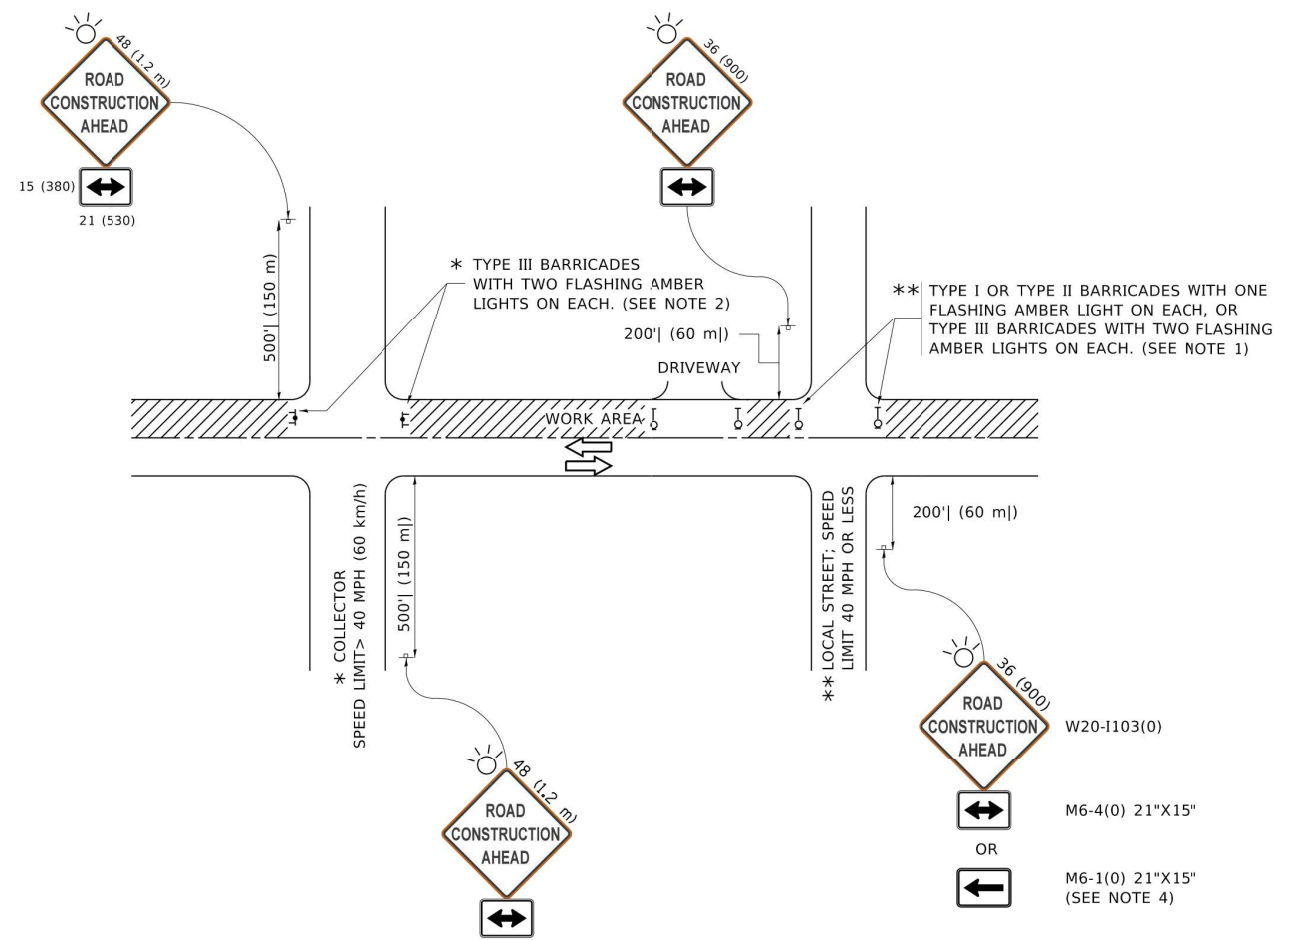 48 (1.2 m)
ROAD
CONSTRUCTION
AHEAD
15 (380)
21 (530)
36 (900)
ROAD
CONSTRUCTION
AHEAD
500'| (150 m)
* TYPE III BARRICADES
WITH TWO FLASHING AMBER
LIGHTS ON EACH. (SEE NOTE 2)
200'| (60 m|)
DRIVEWAY
** TYPE I OR TYPE II BARRICADES WITH ONE
FLASHING AMBER LIGHT ON EACH, OR
TYPE III BARRICADES WITH TWO FLASHING
AMBER LIGHTS ON EACH. (SEE NOTE 1)
WORK AREA
* COLLECTOR
SPEED LIMIT> 40 MPH (60 km/h)
500'| (150 m|)
** LOCAL STREET; SPEED
LIMIT 40 MPH OR LESS
200'| (60 m|)
48 (1.2 m)
ROAD
CONSTRUCTION
AHEAD
36 (900)
ROAD
CONSTRUCTION
AHEAD
W20-I103(0)
M6-4(0) 21"X15"
OR
M6-1(0) 21"X15"
(SEE NOTE 4)